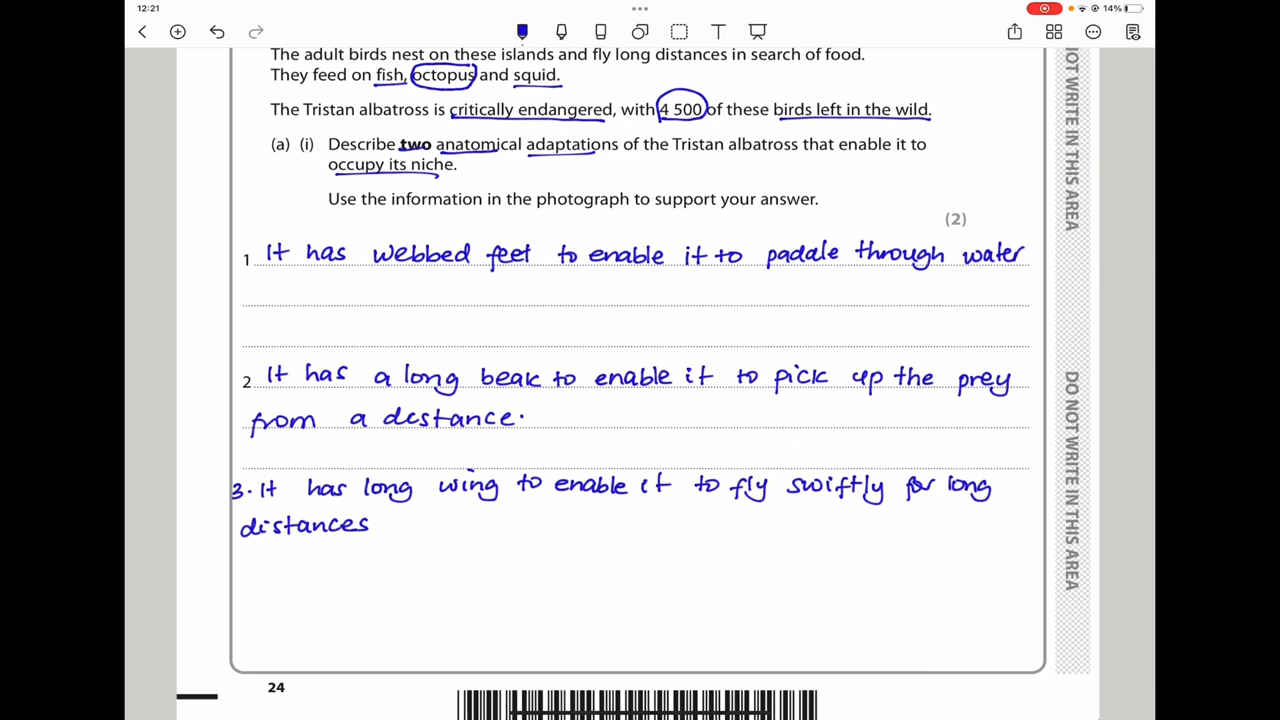 12:21
14%
T
The adult birds nest on these islands and fly long distances in search of food.
They feed on fish, octopus and squid.
The Tristan albatross is critically endangered, with 4 500 of these birds left in the wild.
(a) (i) Describe two anatomical adaptations of the Tristan albatross that enable it to
occupy its niche.
Use the information in the photograph to support your answer.
(2)
1 It has webbed feet to enable it to paddle through water
2 It has a long beak to enable it to pick up the prey
from a distance.
3. It has long wing to enable it to fly swiftly for long
distances
24
OT WRITE IN THIS AREA
DO NOT WRITE IN THIS AREA